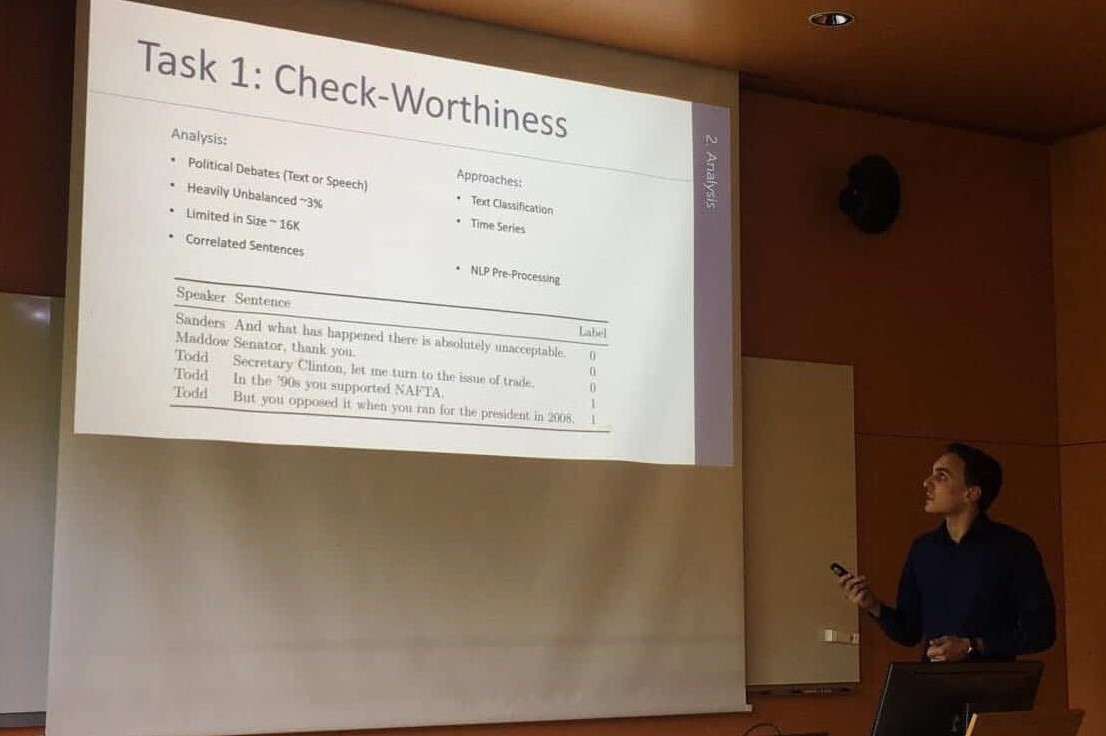 Task 1: Check-Worthiness
Analysis:
• Political Debates (Text or Speech)
• Heavily Unbalanced ~3%
• Limited in Size ~ 16K
• Correlated Sentences
Approaches:
• Text Classification
• Time Series
• NLP Pre-Processing
Speaker Sentence Label
Sanders And what has happened there is absolutely unacceptable. 0
Maddow Senator, thank you. 0
Todd Secretary Clinton, let me turn to the issue of trade. 0
Todd In the '90s you supported NAFTA. 1
Todd But you opposed it when you ran for the president in 2008. 1
2. Analysis